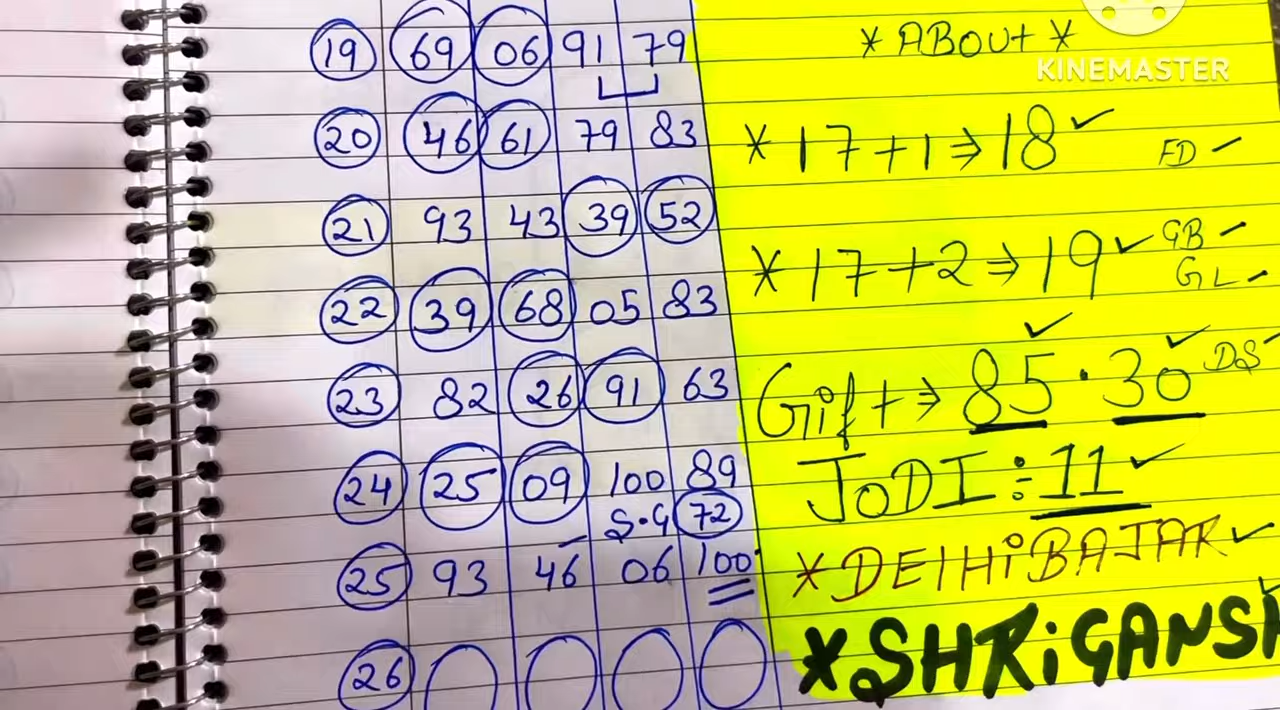 19 69 06 91 79
20 46 61 79 83
21 93 43 39 52
22 39 68 05 83
23 82 26 91 63
24 25 09 100 89
S.G 72
25 93 46 06 100
26
* ABOUt *
KINEMASTER
* 17+1⇒18 ✓ FD ✓
* 17+2⇒19 ✓ GB ✓
GL ✓
Gift ⇒ 85 ✓ . 30 ✓ DS ✓
JODI : 11 ✓
* DElHiBAJAR ✓
* SHRiGANSH